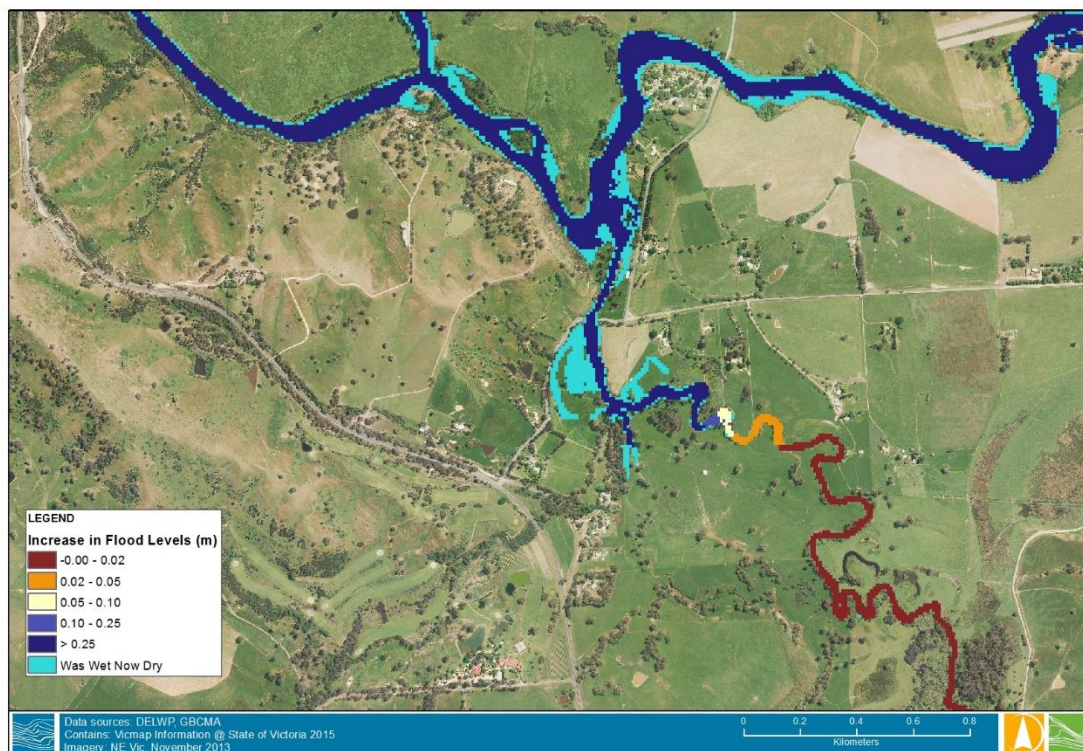 LEGEND
Increase in Flood Levels (m)
-0.00 - 0.02
0.02 - 0.05
0.05 - 0.10
0.10 - 0.25
> 0.25
Was Wet Now Dry
Data sources: DELWP, GBCMA
Contains: Vicmap Information @ State of Victoria 2015
Imagery: NE Vic, November 2013
0 0.2 0.4 0.6 0.8
Kilometers